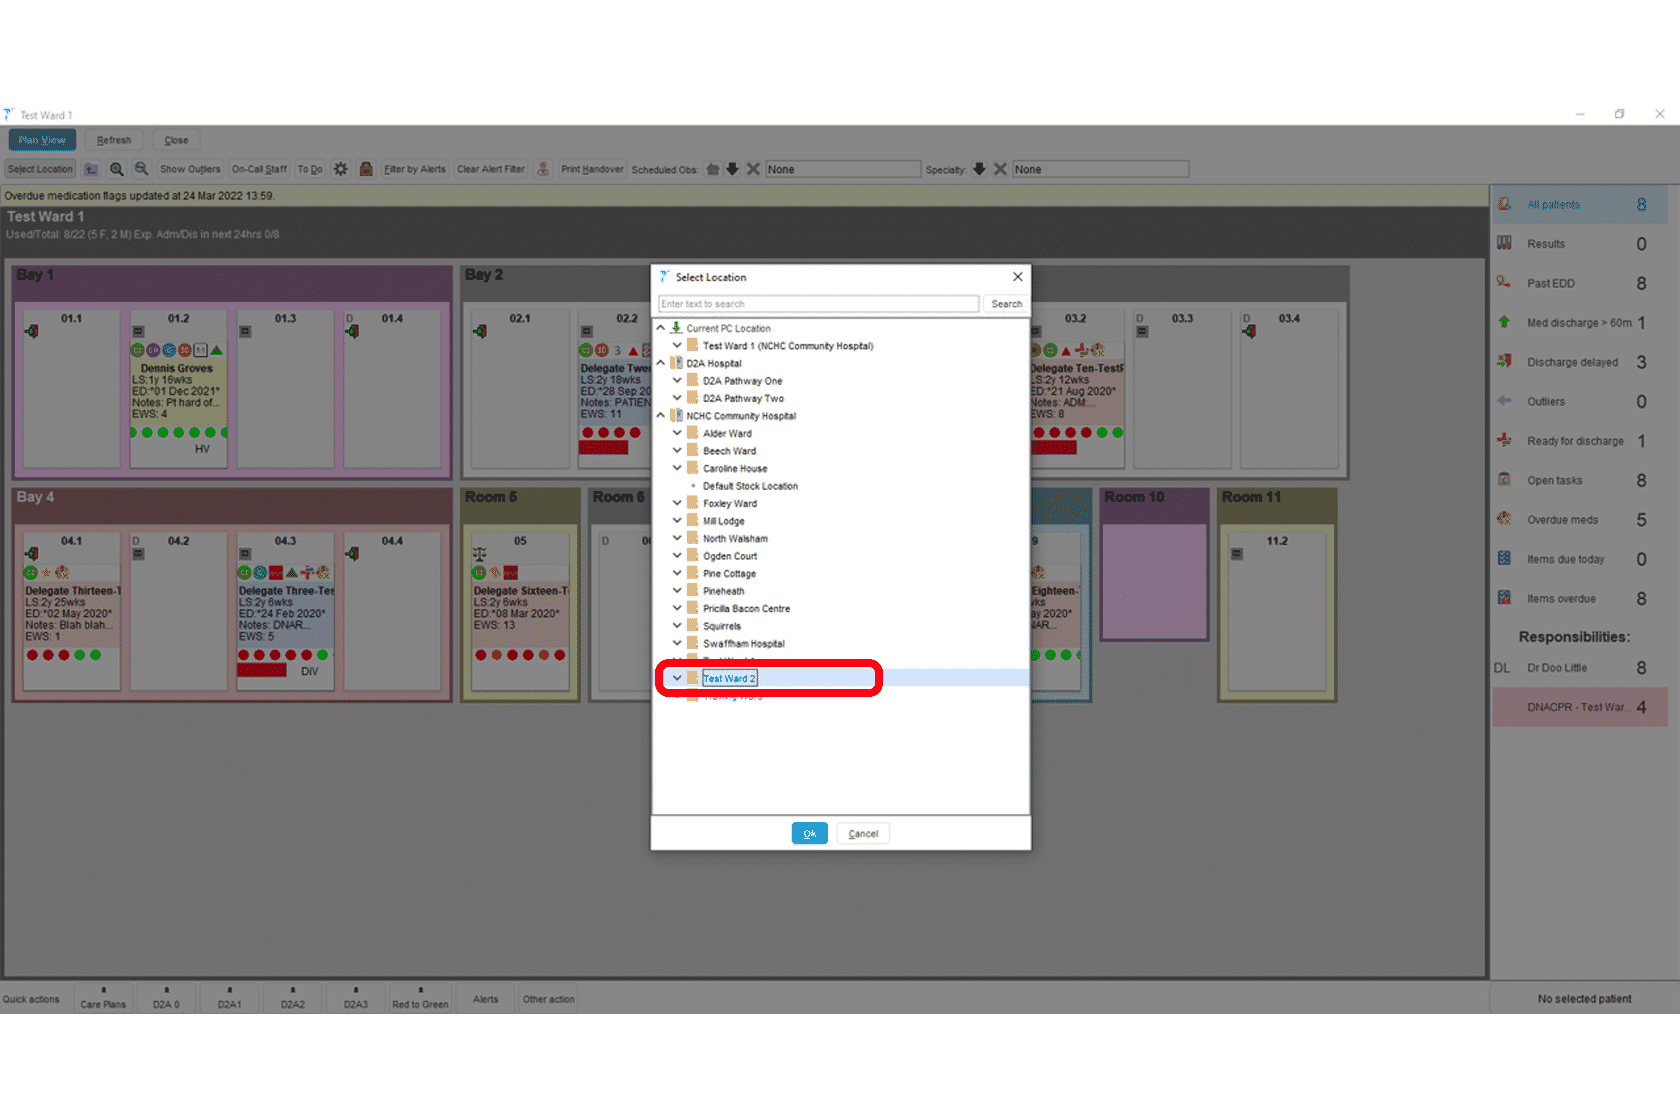 Test Ward 1
Plan View
Refresh
Close
Select Location
Show Outliers
On-Call Staff
To Do
Filter by Alerts
Clear Alert Filter
Print Handover
Scheduled Obs:
None
Specialty:
None
Overdue medication flags updated at 24 Mar 2022 13:59.
Test Ward 1
Used/Total: 8/22 (5 F, 2 M) Exp. Adm/Dis in next 24hrs 0/8
Bay 1
01.1
01.2
Dennis Groves
LS:1y 16wks
ED:*01 Dec 2021*
Notes: Pt hard of...
EWS: 4
HV
01.3
D
01.4
Bay 2
02.1
02.2
3
Delegate Twe
LS:2y 18wks
ED:*28 Sep 20
Notes: PATIEN
EWS: 11
03.2
Delegate Ten-TestF
LS:2y 12wks
ED:*21 Aug 2020*
Notes: ADM:...
EWS: 8
D
03.3
D
03.4
Bay 4
04.1
Delegate Thirteen-T
LS:2y 25wks
ED:*02 May 2020*
Notes: Blah blah...
EWS: 1
D
04.2
04.3
Delegate Three-Tes
LS:2y 6wks
ED:*24 Feb 2020*
Notes: DNAR...
EWS: 5
DIV
04.4
Room 5
05
Delegate Sixteen-T
LS:2y 6wks
ED:*08 Mar 2020*
EWS: 13
Room 6
D
9
Eighteen-
ks
ay 2020*
AR...
Room 10
Room 11
11.2
Select Location
Enter text to search
Search
Current PC Location
Test Ward 1 (NCHC Community Hospital)
D2A Hospital
D2A Pathway One
D2A Pathway Two
NCHC Community Hospital
Alder Ward
Beech Ward
Caroline House
Default Stock Location
Foxley Ward
Mill Lodge
North Walsham
Ogden Court
Pine Cottage
Pineheath
Pricilla Bacon Centre
Squirrels
Swaffham Hospital
Test Ward 2
Training Ward
Ok
Cancel
All patients 8
Results 0
Past EDD 8
Med discharge > 60m 1
Discharge delayed 3
Outliers 0
Ready for discharge 1
Open tasks 8
Overdue meds 5
Items due today 0
Items overdue 8
Responsibilities:
DL Dr Doo Little 8
DNACPR - Test War... 4
Quick actions
Care Plans
D2A 0
D2A1
D2A2
D2A3
Red to Green
Alerts
Other action
No selected patient